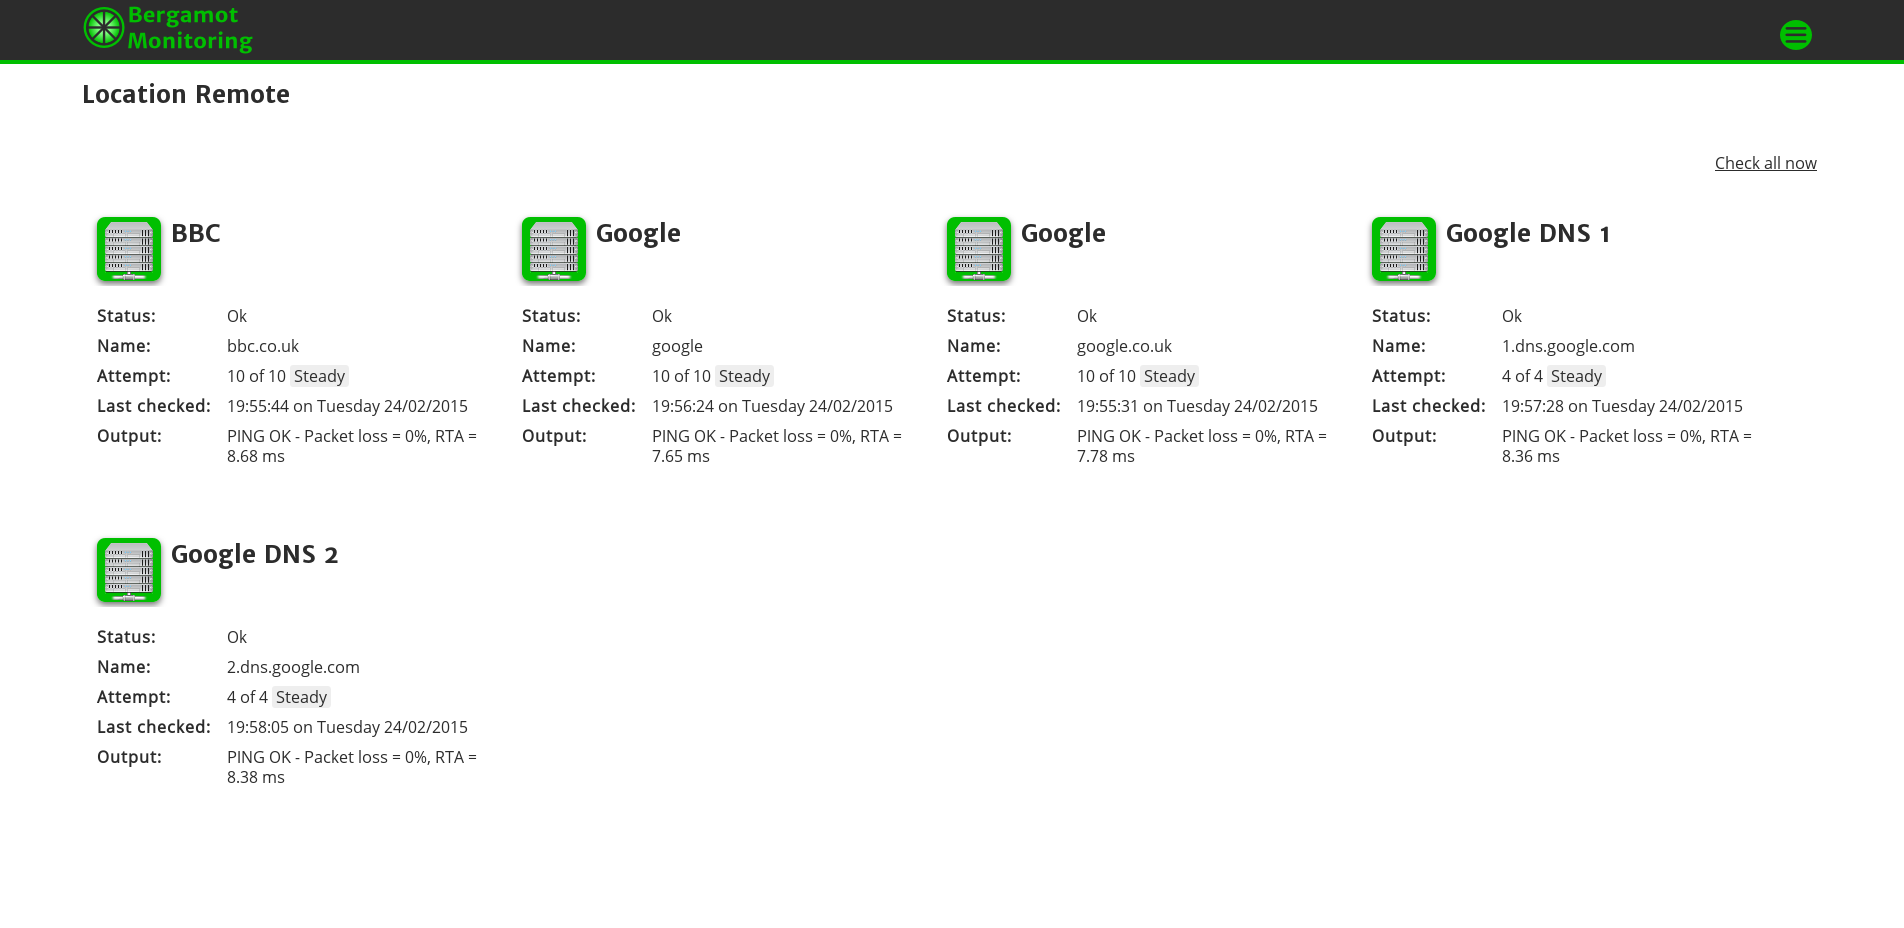 Bergamot
Monitoring
Location Remote
Check all now
BBC
Status: Ok
Name: bbc.co.uk
Attempt: 10 of 10 Steady
Last checked: 19:55:44 on Tuesday 24/02/2015
Output: PING OK - Packet loss = 0%, RTA =
8.68 ms
Google
Status: Ok
Name: google
Attempt: 10 of 10 Steady
Last checked: 19:56:24 on Tuesday 24/02/2015
Output: PING OK - Packet loss = 0%, RTA =
7.65 ms
Google
Status: Ok
Name: google.co.uk
Attempt: 10 of 10 Steady
Last checked: 19:55:31 on Tuesday 24/02/2015
Output: PING OK - Packet loss = 0%, RTA =
7.78 ms
Google DNS 1
Status: Ok
Name: 1.dns.google.com
Attempt: 4 of 4 Steady
Last checked: 19:57:28 on Tuesday 24/02/2015
Output: PING OK - Packet loss = 0%, RTA =
8.36 ms
Google DNS 2
Status: Ok
Name: 2.dns.google.com
Attempt: 4 of 4 Steady
Last checked: 19:58:05 on Tuesday 24/02/2015
Output: PING OK - Packet loss = 0%, RTA =
8.38 ms